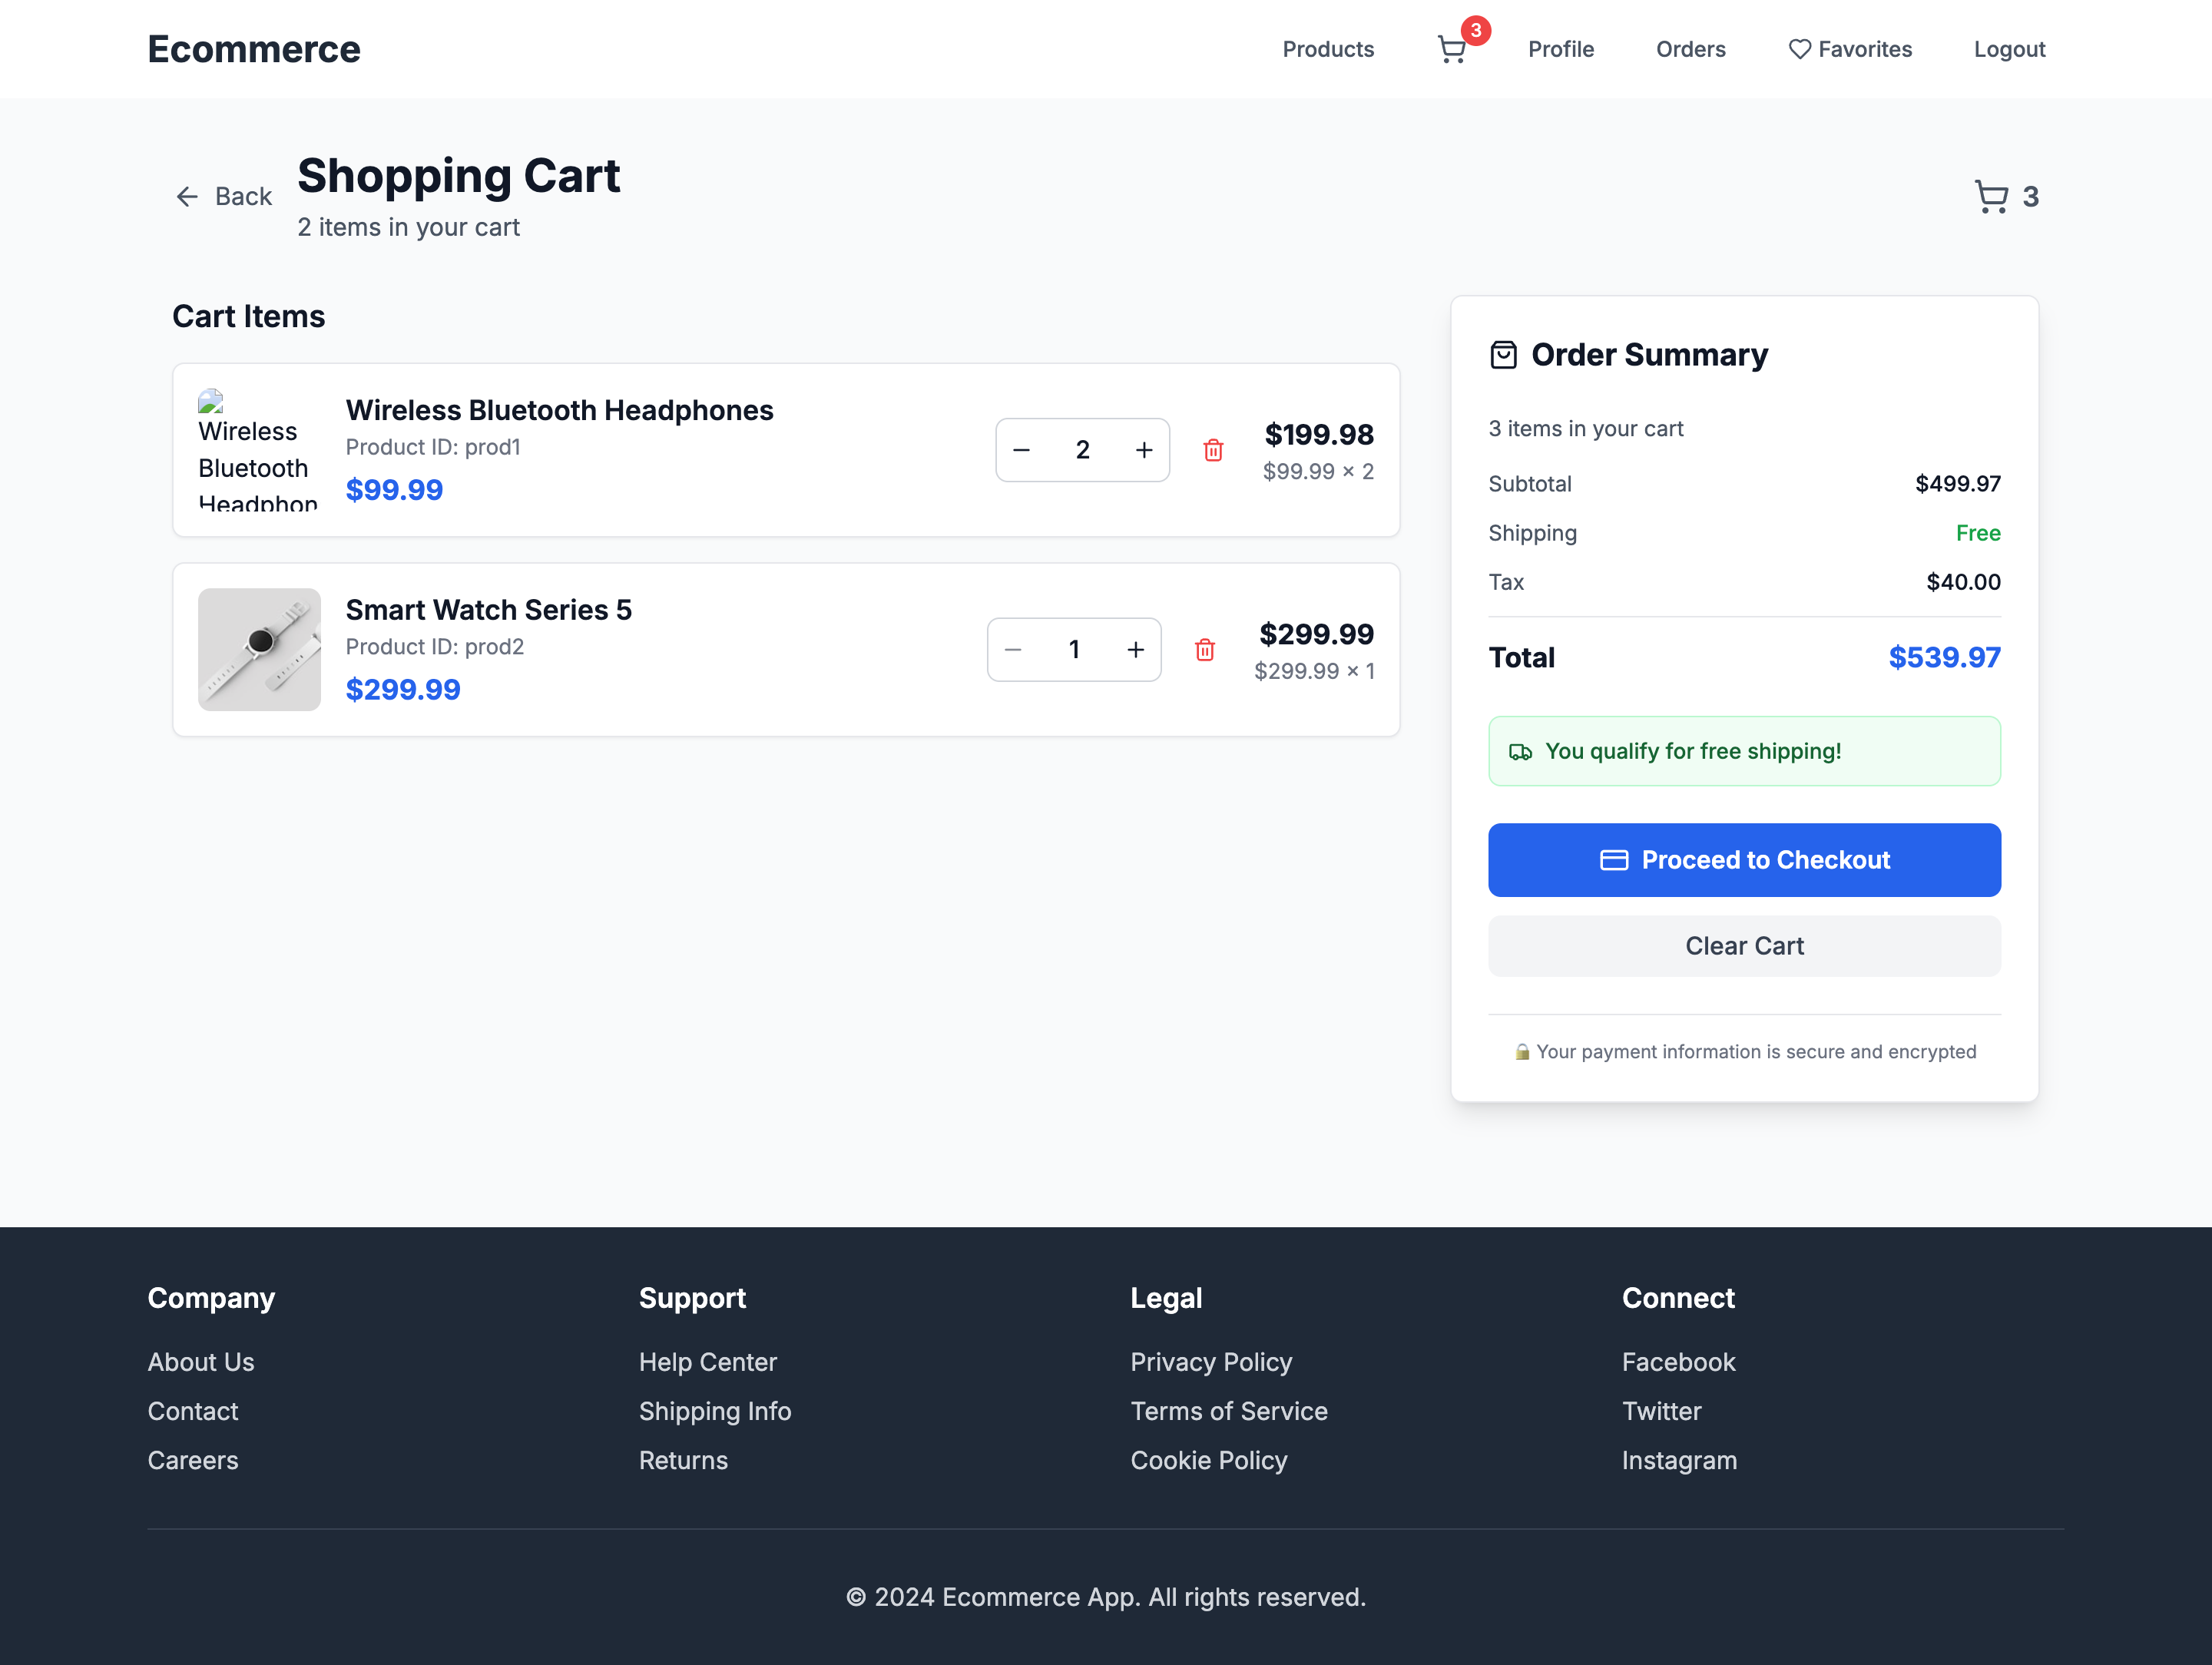 Ecommerce
Products
3
Profile
Orders
Favorites
Logout
Back
Shopping Cart
2 items in your cart
3
Cart Items
Wireless
Bluetooth
Headphon
Wireless Bluetooth Headphones
Product ID: prod1
$99.99
2
$199.98
$99.99 × 2
Smart Watch Series 5
Product ID: prod2
$299.99
1
$299.99
$299.99 × 1
Order Summary
3 items in your cart
Subtotal $499.97
Shipping Free
Tax $40.00
Total $539.97
You qualify for free shipping!
Proceed to Checkout
Clear Cart
🔒 Your payment information is secure and encrypted
Company
About Us
Contact
Careers
Support
Help Center
Shipping Info
Returns
Legal
Privacy Policy
Terms of Service
Cookie Policy
Connect
Facebook
Twitter
Instagram
© 2024 Ecommerce App. All rights reserved.